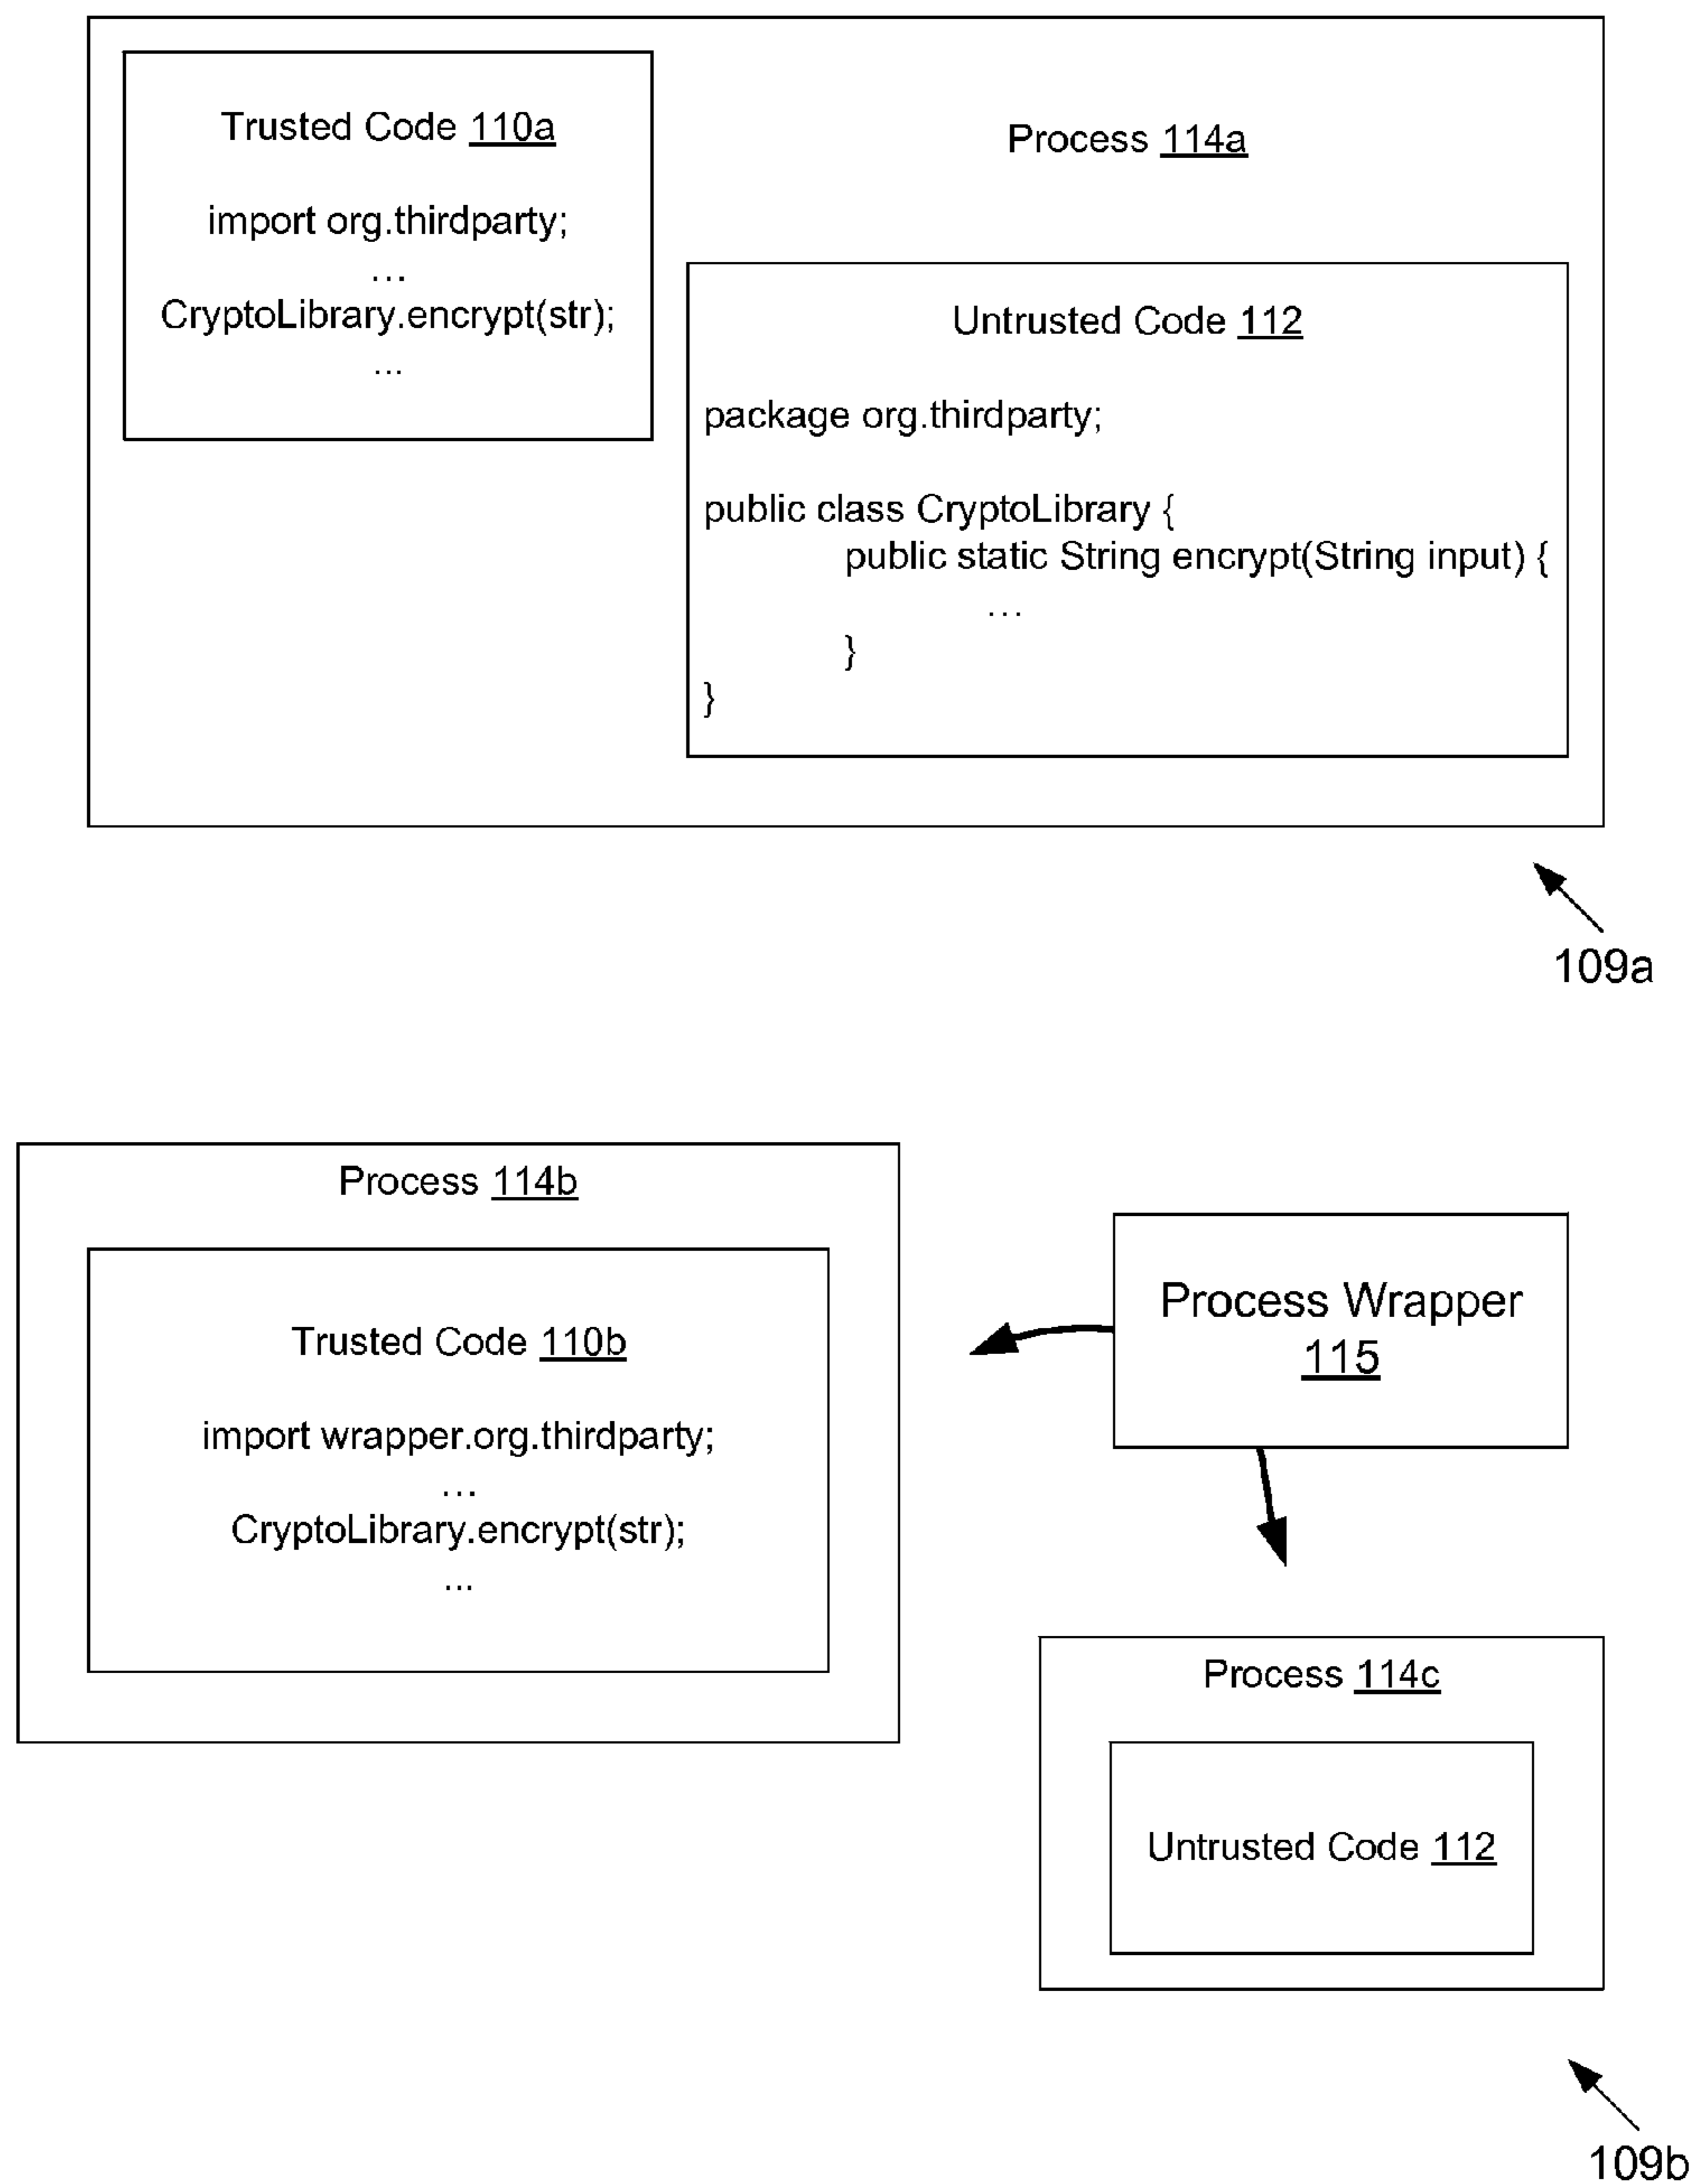 Trusted Code 110a
import org.thirdparty;
...
CryptoLibrary.encrypt(str);
...
Process 114a
Untrusted Code 112
package org.thirdparty;
public class CryptoLibrary {
public static String encrypt(String input) {
...
}
}
109a
Process 114b
Trusted Code 110b
import wrapper.org.thirdparty;
...
CryptoLibrary.encrypt(str);
...
Process Wrapper
115
Process 114c
Untrusted Code 112
109b